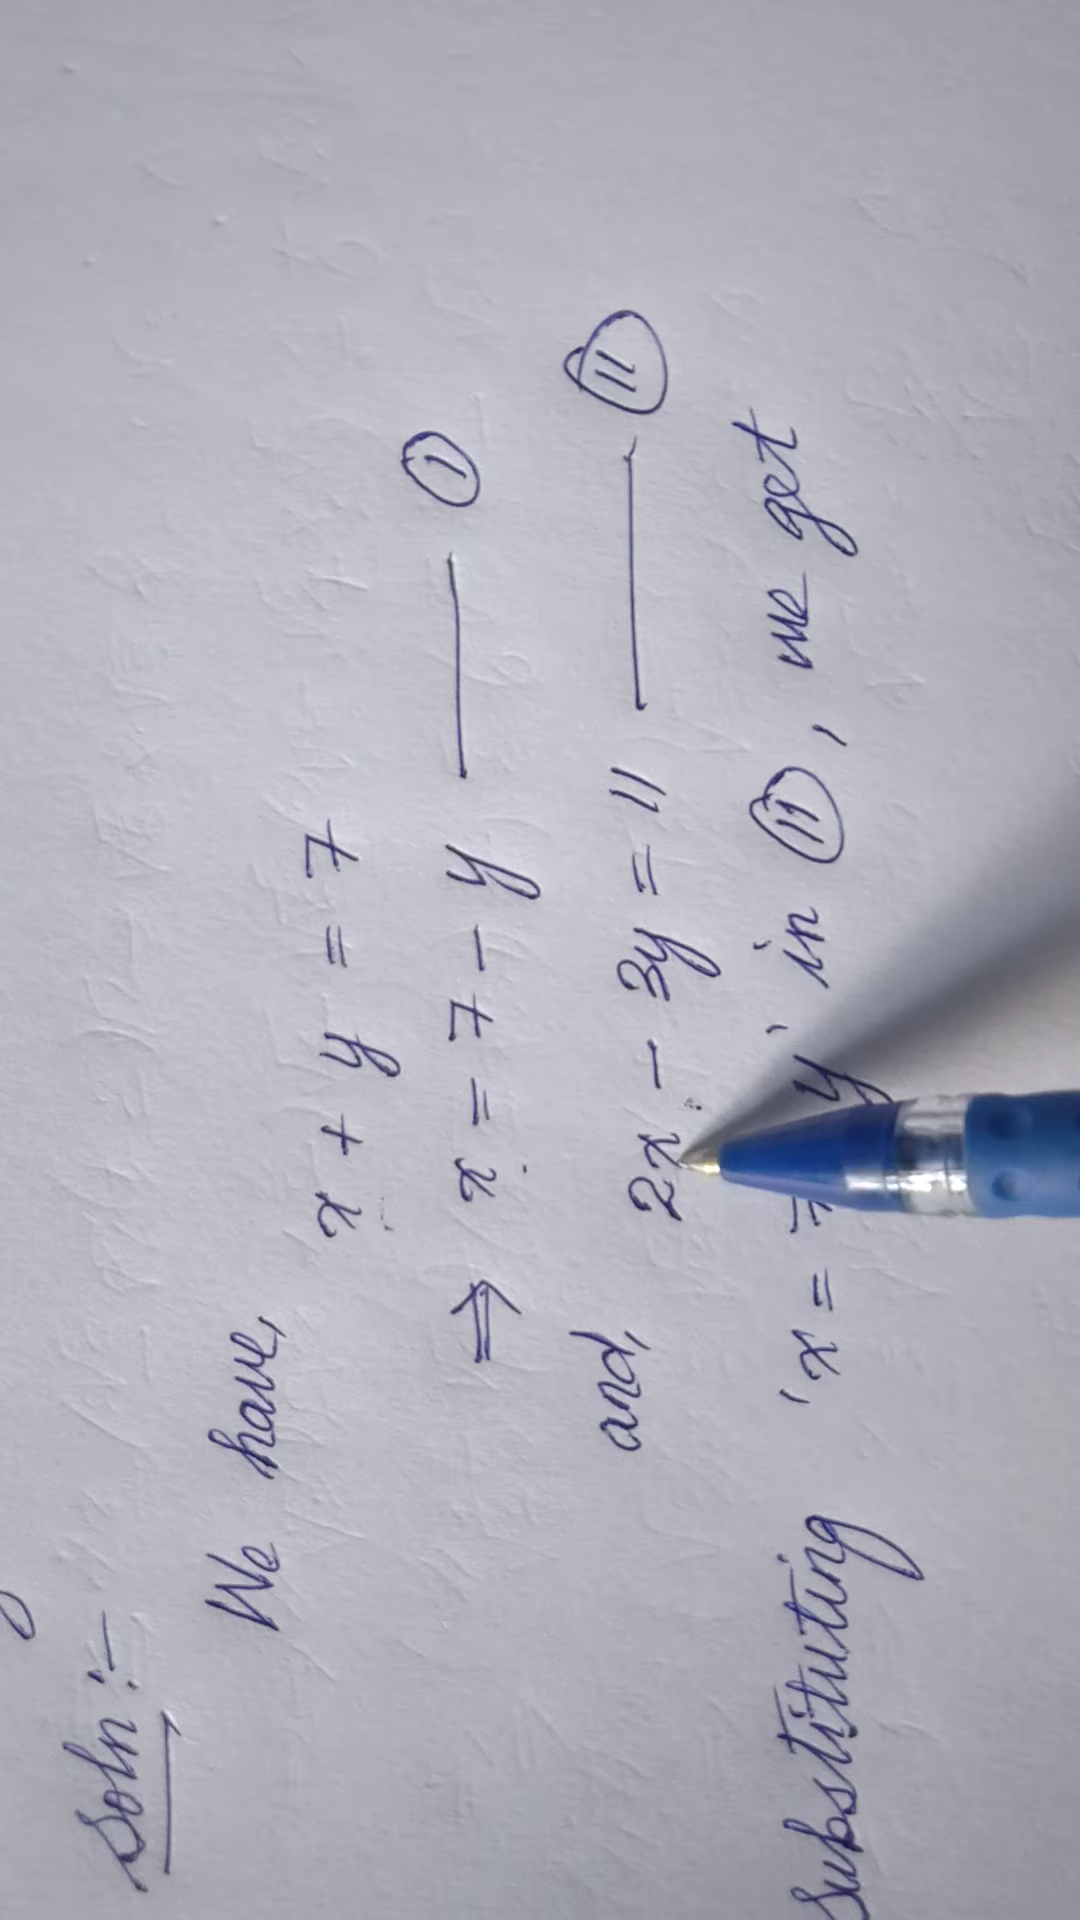 Soln :-
We have,
x + y = 7
⇒ x = 7 - y —— (I)
and, 2x - 3y = 11 —— (II)
Substituting 'x = 7 y' in (II), we get